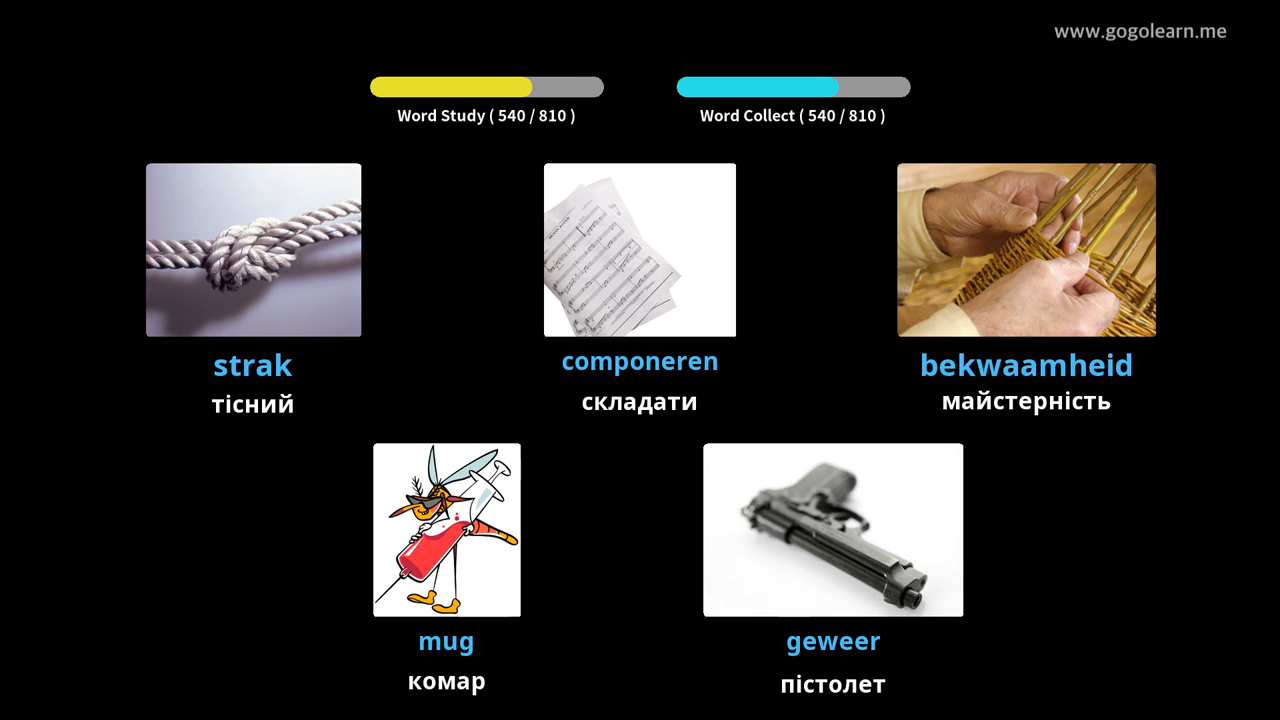 www.gogolearn.me
Word Study ( 540 / 810 )
Word Collect ( 540 / 810 )
strak
componeren
bekwaamheid
тісний
складати
майстерність
mug
geweer
комар
пістолет